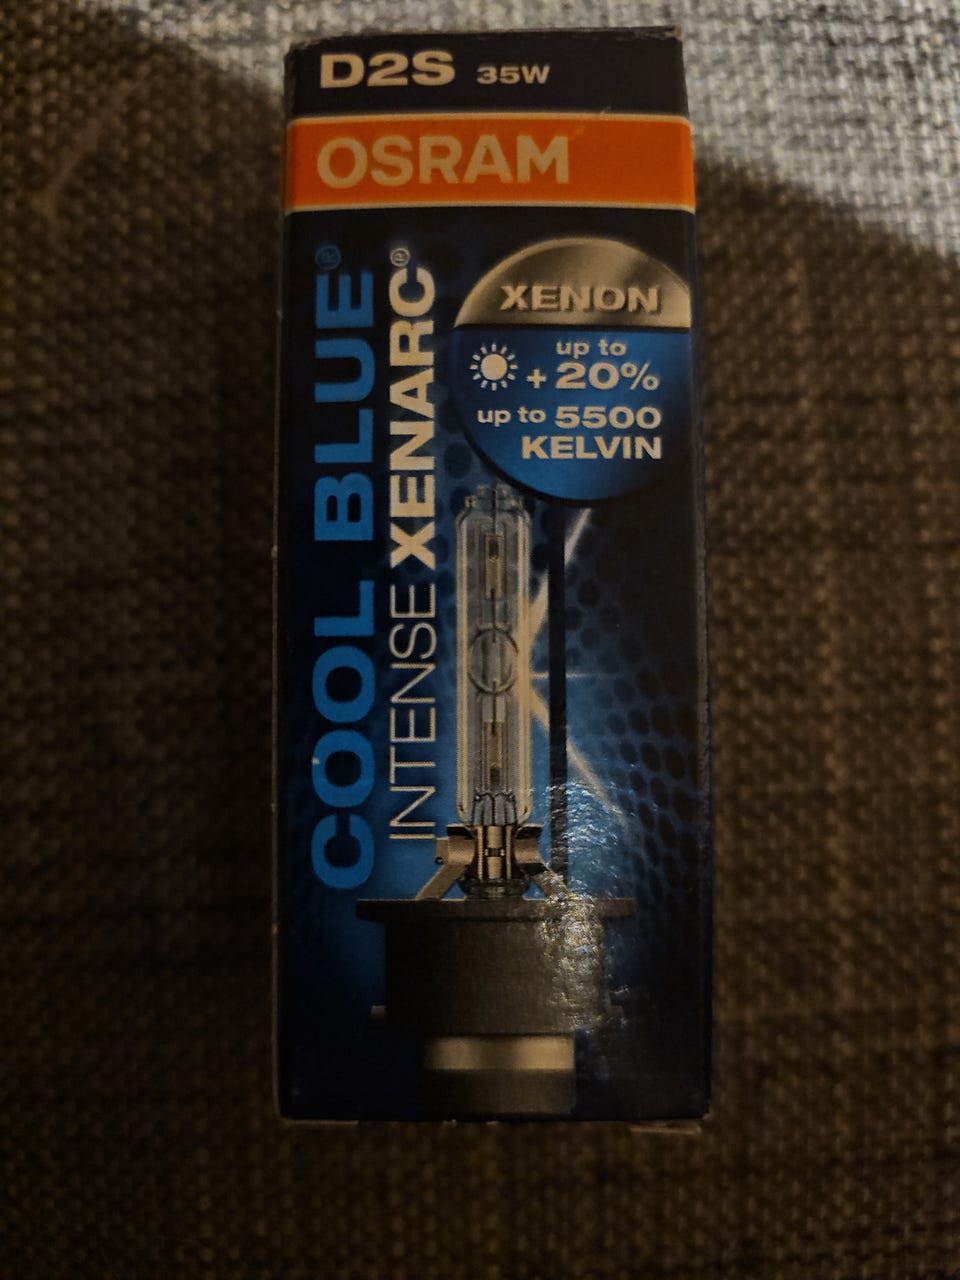 D2S 35W
OSRAM
COOL BLUE®
INTENSE XENARC®
XENON
up to
+ 20%
up to 5500
KELVIN